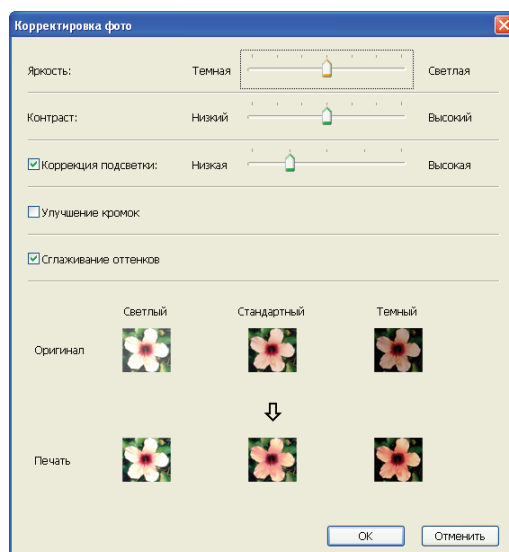 Корректировка фото
Яркость: Темная Светлая
Контраст: Низкий Высокий
Коррекция подсветки: Низкая Высокая
Улучшение кромок
Сглаживание оттенков
Светлый Стандартный Темный
Оригинал
Печать
OK Отменить